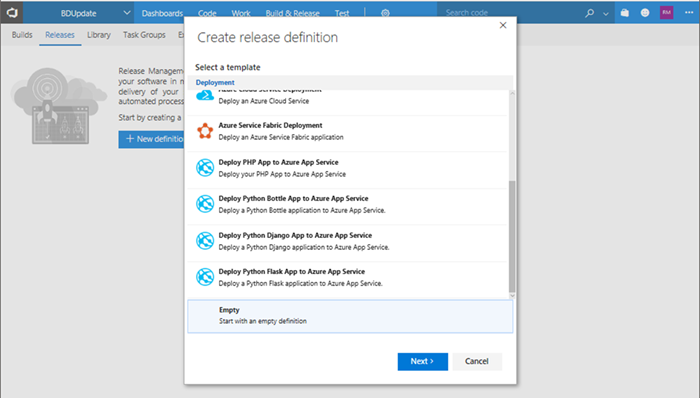 BDUpdate Dashboards Code Work Build & Release Test Search code RM
Builds Releases Library Task Groups
Release Manage
your software in m
delivery of your
automated process
Start by creating a
+ New definition
Create release definition
Select a template
Deployment
Azure Cloud Service Deployment
Deploy an Azure Cloud Service
Azure Service Fabric Deployment
Deploy an Azure Service Fabric application
Deploy PHP App to Azure App Service
Deploy your PHP App to Azure App Service
Deploy Python Bottle App to Azure App Service
Deploy a Python Bottle application to Azure App Service.
Deploy Python Django App to Azure App Service
Deploy a Python Django application to Azure App Service.
Deploy Python Flask App to Azure App Service
Deploy a Python Flask application to Azure App Service.
Empty
Start with an empty definition
Next >
Cancel